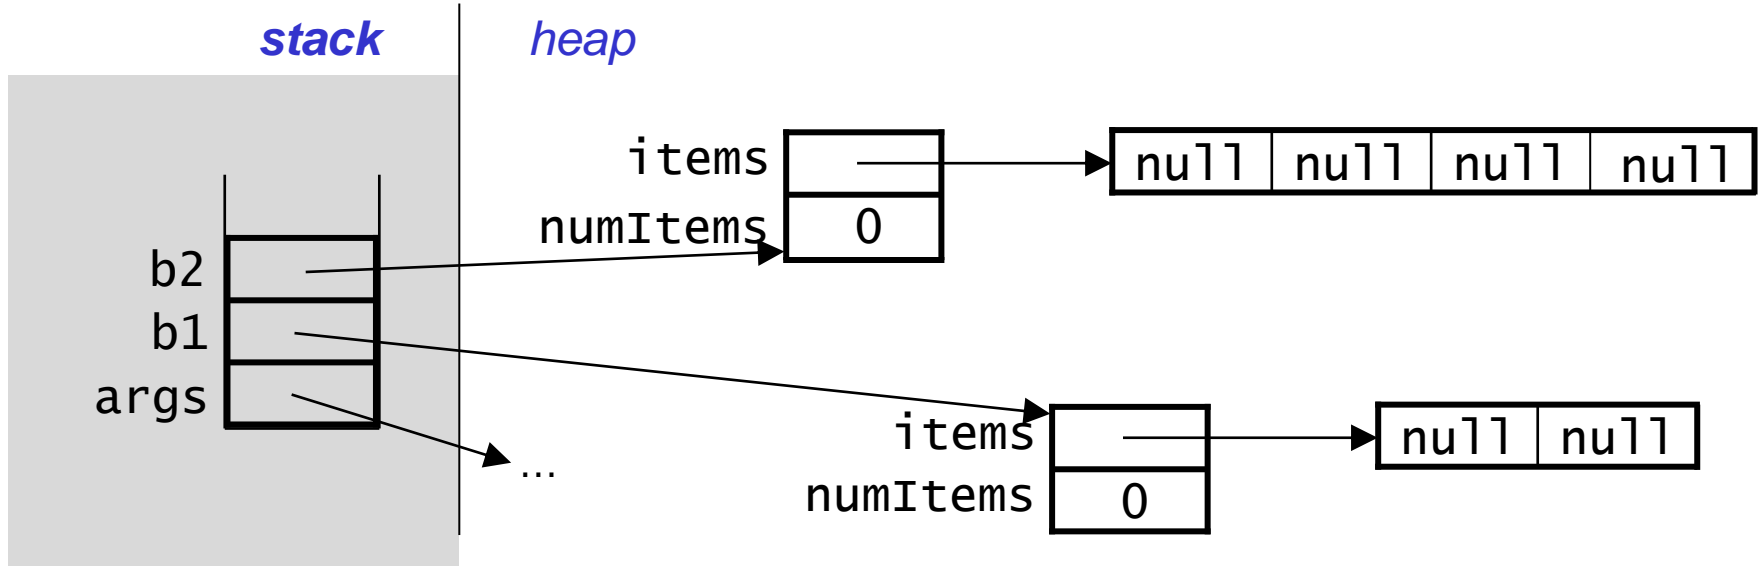 stack heap
items null null null null
numItems 0
b2
b1
args
items null null
numItems 0
...